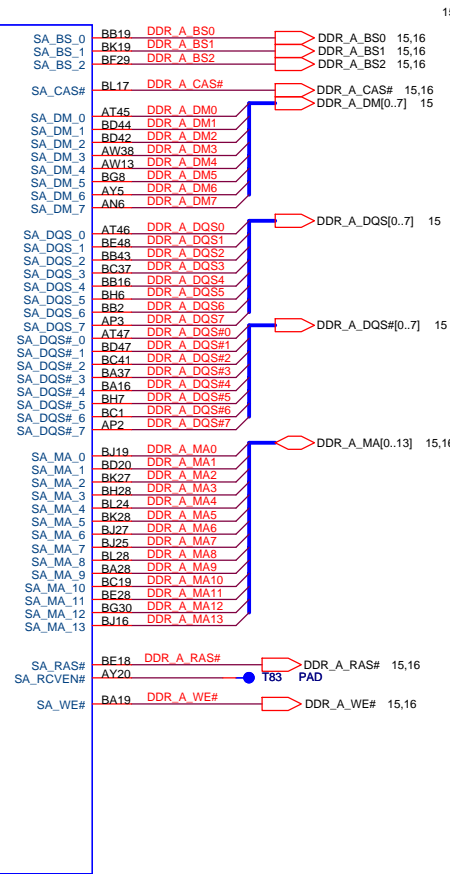 15
SA_BS_0 BB19 DDR_A_BS0 DDR_A_BS0 15,16
SA_BS_1 BK19 DDR_A_BS1 DDR_A_BS1 15,16
SA_BS_2 BF29 DDR_A_BS2 DDR_A_BS2 15,16
SA_CAS# BL17 DDR_A_CAS# DDR_A_CAS# 15,16
DDR_A_DM[0..7] 15
SA_DM_0 AT45 DDR_A_DM0
SA_DM_1 BD44 DDR_A_DM1
SA_DM_2 BD42 DDR_A_DM2
SA_DM_3 AW38 DDR_A_DM3
SA_DM_4 AW13 DDR_A_DM4
SA_DM_5 BG8 DDR_A_DM5
SA_DM_6 AY5 DDR_A_DM6
SA_DM_7 AN6 DDR_A_DM7
DDR_A_DQS[0..7] 15
SA_DQS_0 AT46 DDR_A_DQS0
SA_DQS_1 BE48 DDR_A_DQS1
SA_DQS_2 BB43 DDR_A_DQS2
SA_DQS_3 BC37 DDR_A_DQS3
SA_DQS_4 BB16 DDR_A_DQS4
SA_DQS_5 BH6 DDR_A_DQS5
SA_DQS_6 BB2 DDR_A_DQS6
SA_DQS_7 AP3 DDR_A_DQS7
DDR_A_DQS#[0..7] 15
SA_DQS#_0 AT47 DDR_A_DQS#0
SA_DQS#_1 BD47 DDR_A_DQS#1
SA_DQS#_2 BC41 DDR_A_DQS#2
SA_DQS#_3 BA37 DDR_A_DQS#3
SA_DQS#_4 BA16 DDR_A_DQS#4
SA_DQS#_5 BH7 DDR_A_DQS#5
SA_DQS#_6 BC1 DDR_A_DQS#6
SA_DQS#_7 AP2 DDR_A_DQS#7
DDR_A_MA[0..13] 15,16
SA_MA_0 BJ19 DDR_A_MA0
SA_MA_1 BD20 DDR_A_MA1
SA_MA_2 BK27 DDR_A_MA2
SA_MA_3 BH28 DDR_A_MA3
SA_MA_4 BL24 DDR_A_MA4
SA_MA_5 BK28 DDR_A_MA5
SA_MA_6 BJ27 DDR_A_MA6
SA_MA_7 BJ25 DDR_A_MA7
SA_MA_8 BL28 DDR_A_MA8
SA_MA_9 BA28 DDR_A_MA9
SA_MA_10 BC19 DDR_A_MA10
SA_MA_11 BE28 DDR_A_MA11
SA_MA_12 BG30 DDR_A_MA12
SA_MA_13 BJ16 DDR_A_MA13
SA_RAS# BE18 DDR_A_RAS# DDR_A_RAS# 15,16
SA_RCVEN# AY20 T83 PAD
SA_WE# BA19 DDR_A_WE# DDR_A_WE# 15,16